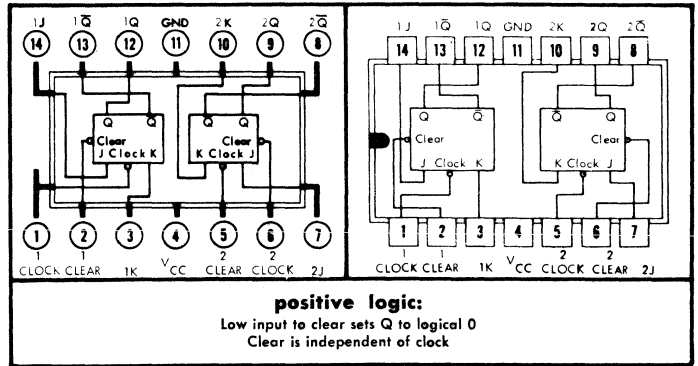 1J 1Q̅ 1Q GND 2K 2Q 2Q̅
14 13 12 11 10 9 8
Q Q̅ Q Q̅
Clear Clear
J Clock K K Clock J
1 2 3 4 5 6 7
1 1 2 2
CLOCK CLEAR 1K VCC CLEAR CLOCK 2J
1J 1Q̅ 1Q GND 2K 2Q 2Q̅
14 13 12 11 10 9 8
Q Q̅ Q̅ Q
Clear Clear
J Clock K K Clock J
1 2 3 4 5 6 7
1 1 2 2
CLOCK CLEAR 1K VCC CLOCK CLEAR 2J
positive logic:
Low input to clear sets Q to logical 0
Clear is independent of clock